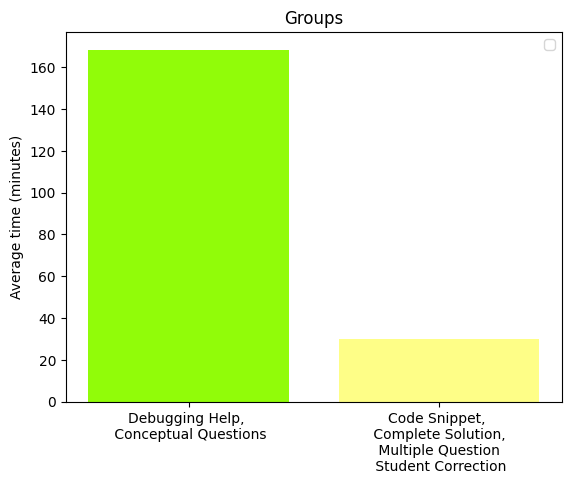 Groups
Average time (minutes)
160
140
120
100
80
60
40
20
0
Debugging Help,
Conceptual Questions
Code Snippet,
Complete Solution,
Multiple Question
Student Correction